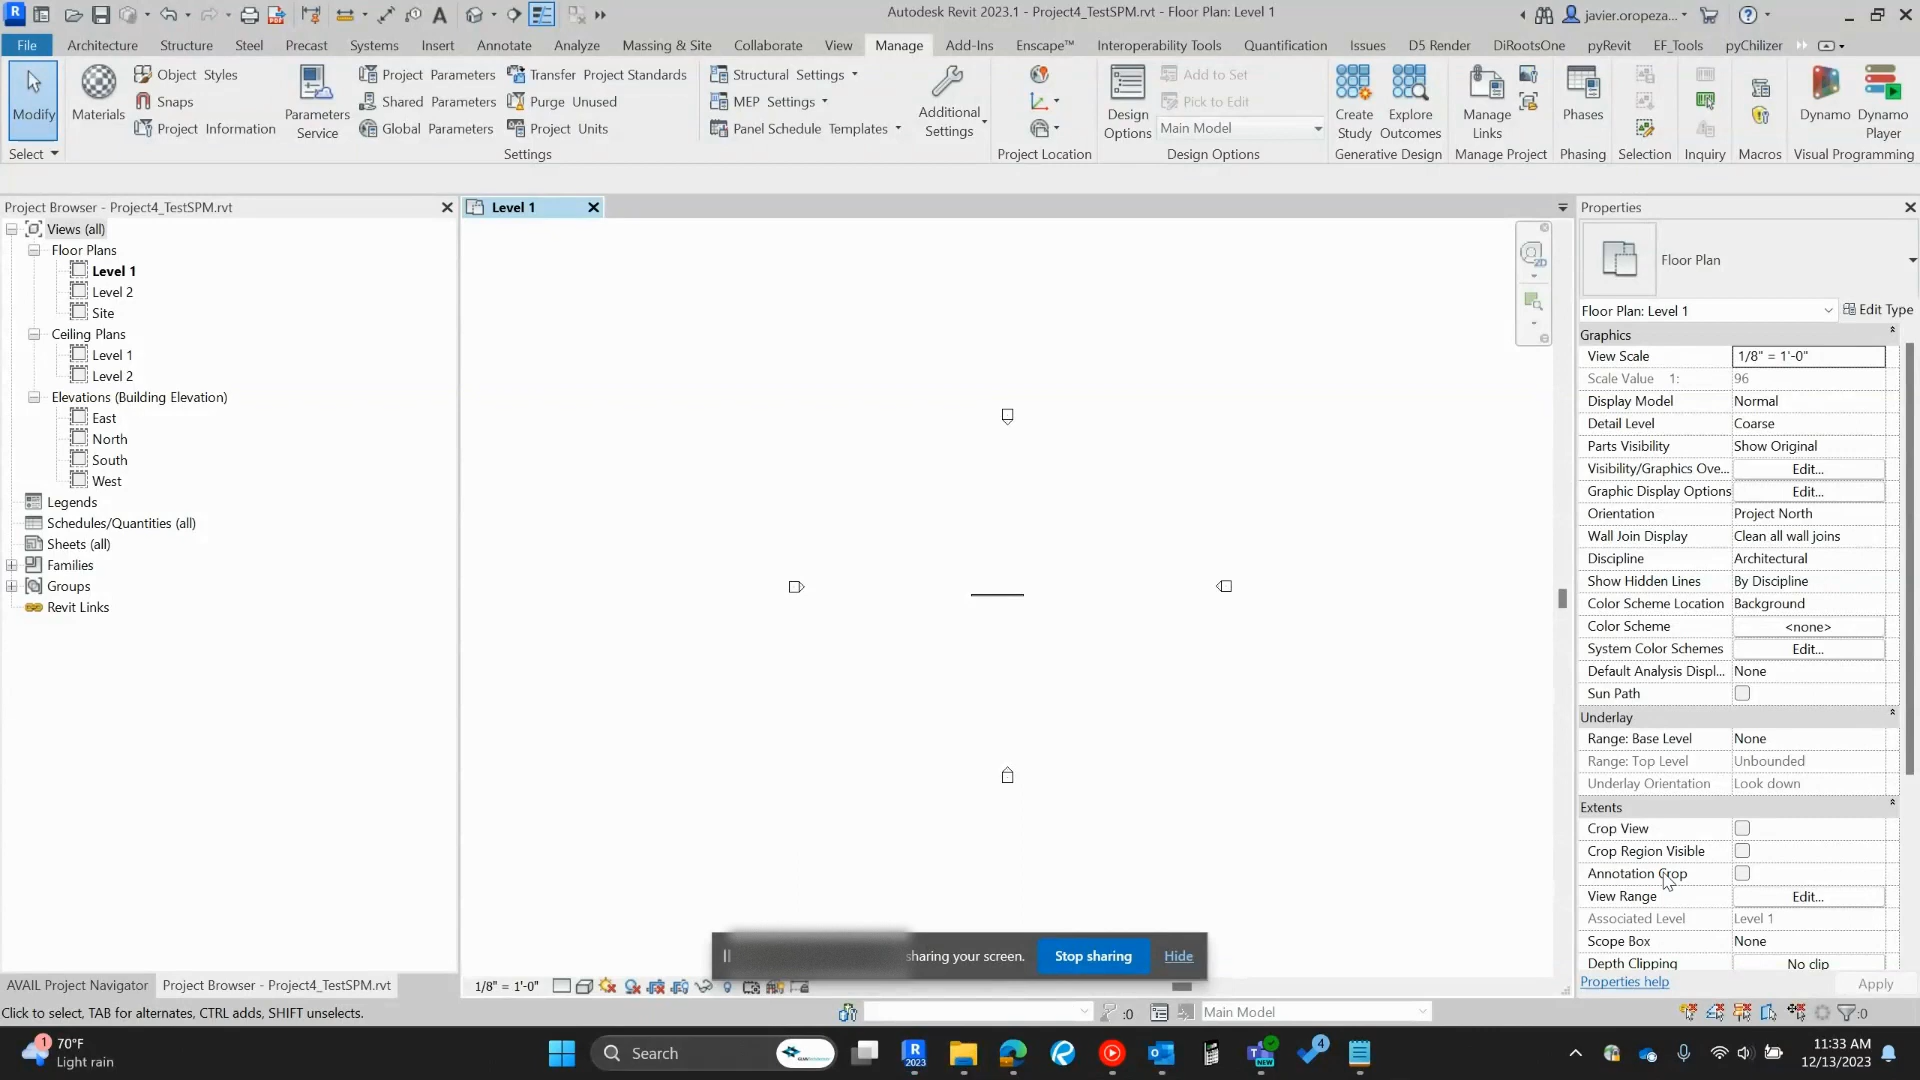 Autodesk Revit 2023.1 - Project4_TestSPM.rvt - Floor Plan: Level 1
javier.oropeza...
File Architecture Structure Steel Precast Systems Insert Annotate Analyze Massing & Site Collaborate View Manage Add-Ins Enscape™ Interoperability Tools Quantification Issues D5 Render DiRootsOne pyRevit EF_Tools pyChilizer
Modify
Select
Materials
Object Styles
Snaps
Project Information
Parameters Service
Project Parameters
Shared Parameters
Global Parameters
Transfer Project Standards
Purge Unused
Project Units
Settings
Structural Settings
MEP Settings
Panel Schedule Templates
Additional Settings
Project Location
Design Options
Add to Set
Pick to Edit
Main Model
Design Options
Create Study
Explore Outcomes
Generative Design
Manage Links
Manage Project
Phases
Phasing
Selection
Inquiry
Macros
Dynamo
Dynamo Player
Visual Programming
Project Browser - Project4_TestSPM.rvt
Views (all)
Floor Plans
Level 1
Level 2
Site
Ceiling Plans
Level 1
Level 2
Elevations (Building Elevation)
East
North
South
West
Legends
Schedules/Quantities (all)
Sheets (all)
Families
Groups
Revit Links
AVAIL Project Navigator
Project Browser - Project4_TestSPM.rvt
Level 1
2D
sharing your screen.
Stop sharing
Hide
1/8" = 1'-0"
Properties
Floor Plan
Floor Plan: Level 1
Edit Type
Graphics
View Scale 1/8" = 1'-0"
Scale Value 1: 96
Display Model Normal
Detail Level Coarse
Parts Visibility Show Original
Visibility/Graphics Ove... Edit...
Graphic Display Options Edit...
Orientation Project North
Wall Join Display Clean all wall joins
Discipline Architectural
Show Hidden Lines By Discipline
Color Scheme Location Background
Color Scheme <none>
System Color Schemes Edit...
Default Analysis Displ... None
Sun Path
Underlay
Range: Base Level None
Range: Top Level Unbounded
Underlay Orientation Look down
Extents
Crop View
Crop Region Visible
Annotation Crop
View Range Edit...
Associated Level Level 1
Scope Box None
Depth Clipping No clip
Properties help
Apply
Click to select, TAB for alternates, CTRL adds, SHIFT unselects.
:0
Main Model
:0
1
70°F
Light rain
Search
R
2023
NEW
4
11:33 AM
12/13/2023